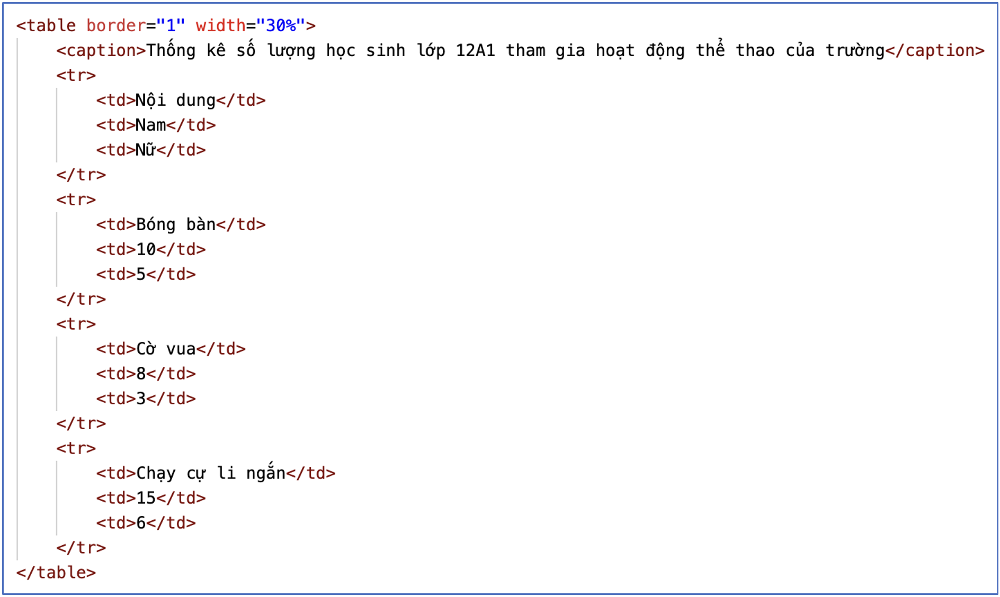 <table border="1" width="30%">
<caption>Thống kê số lượng học sinh lớp 12A1 tham gia hoạt động thể thao của trường</caption>
<tr>
<td>Nội dung</td>
<td>Nam</td>
<td>Nữ</td>
</tr>
<tr>
<td>Bóng bàn</td>
<td>10</td>
<td>5</td>
</tr>
<tr>
<td>Cờ vua</td>
<td>8</td>
<td>3</td>
</tr>
<tr>
<td>Chạy cự li ngắn</td>
<td>15</td>
<td>6</td>
</tr>
</table>